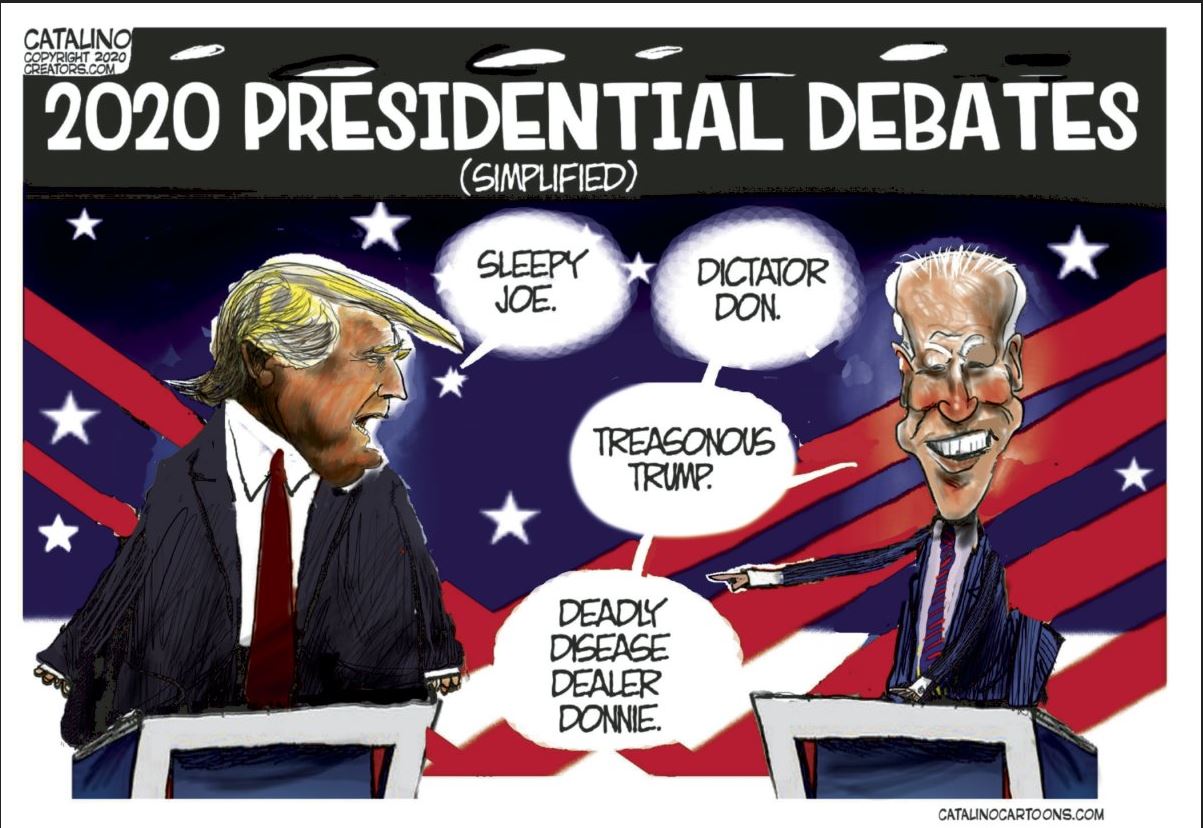 CATALINO
COPYRIGHT 2020
CREATORS.COM
2020 PRESIDENTIAL DEBATES
(SIMPLIFIED)
SLEEPY
JOE.
DICTATOR
DON.
TREASONOUS
TRUMP.
DEADLY
DISEASE
DEALER
DONNIE.
CATALINOCARTOONS.COM